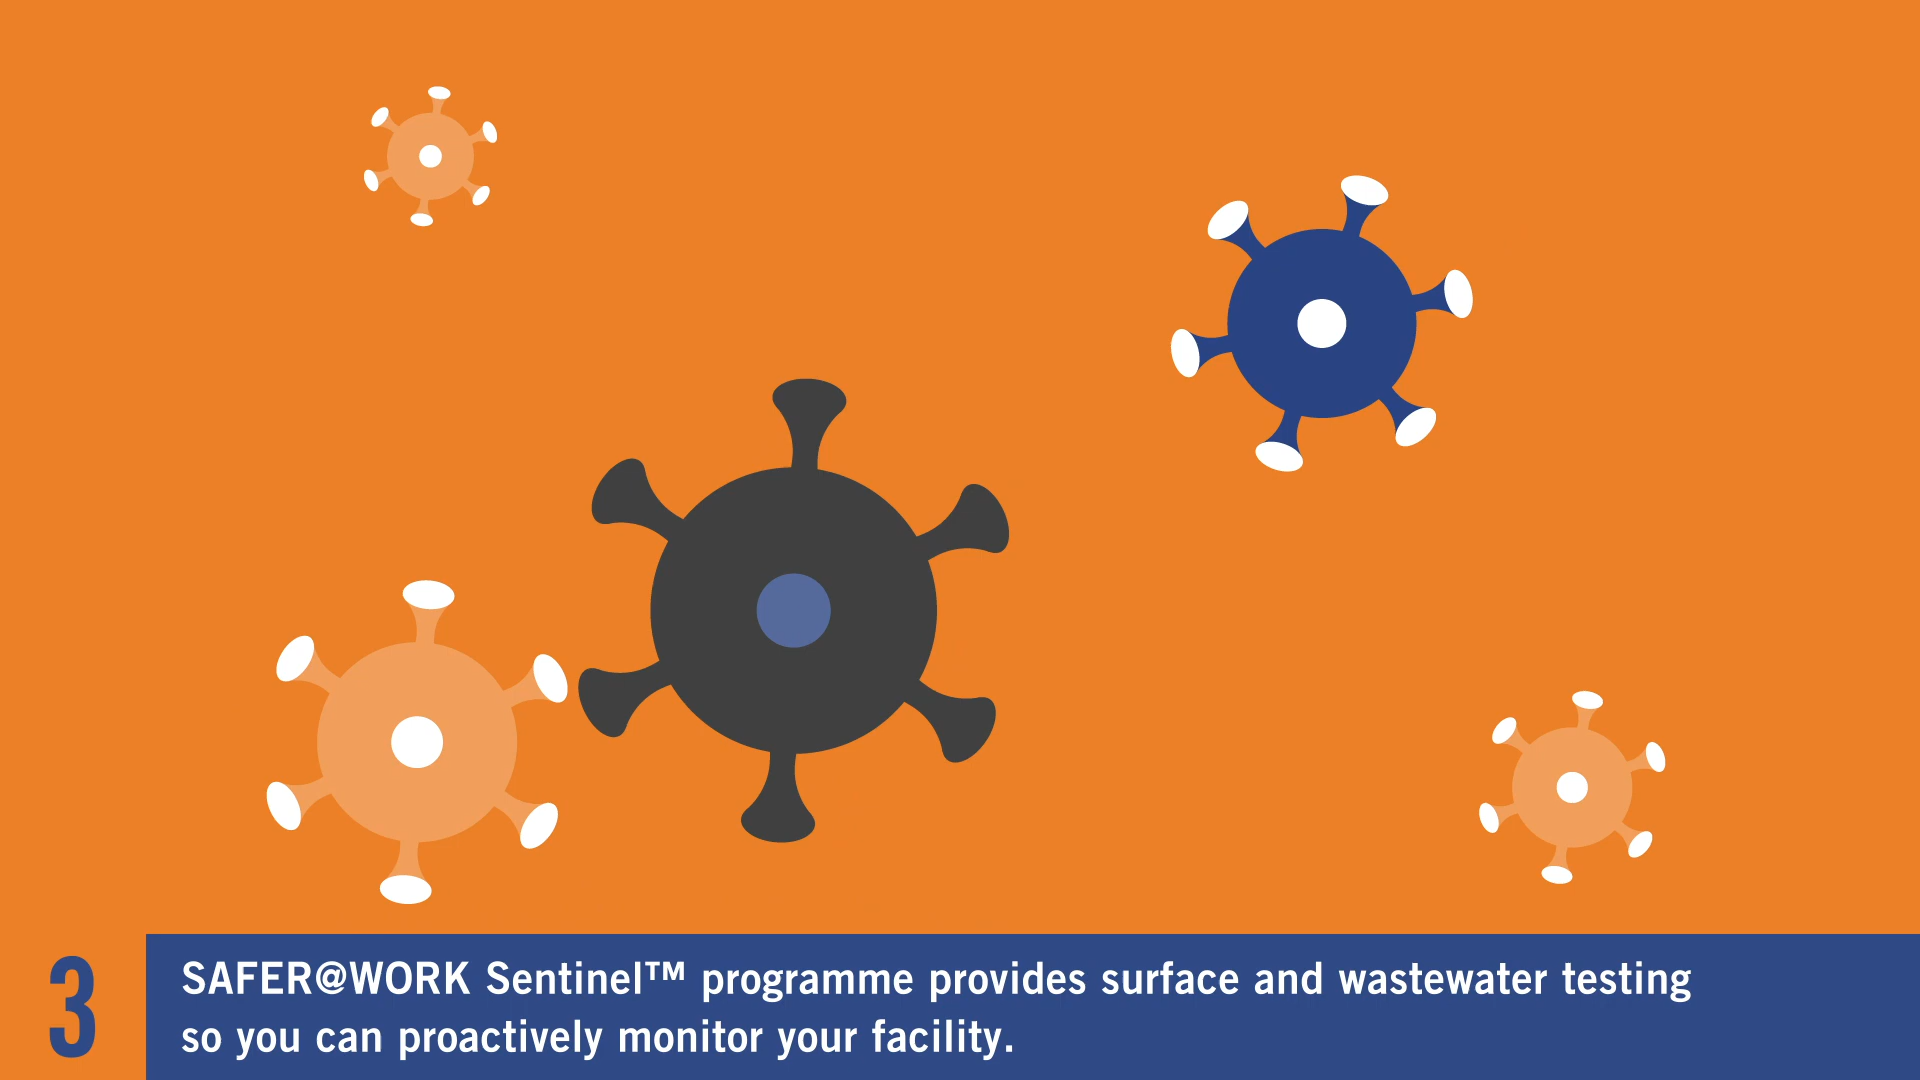 3
SAFER@WORK Sentinel™ programme provides surface and wastewater testing
so you can proactively monitor your facility.